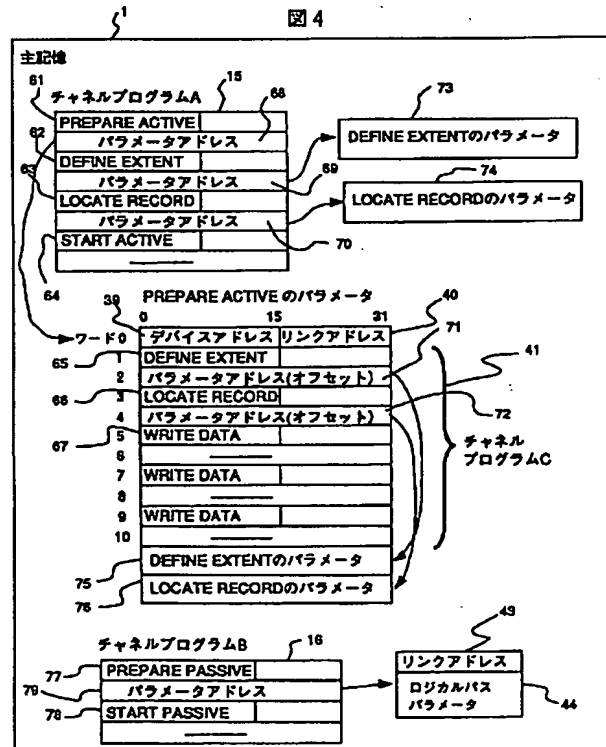 図4
1
主記憶
61
チャネルプログラムA
15
68
PREPARE ACTIVE
パラメータアドレス
62
DEFINE EXTENT
パラメータアドレス
69
63
LOCATE RECORD
パラメータアドレス
70
START ACTIVE
64
73
DEFINE EXTENTのパラメータ
74
LOCATE RECORDのパラメータ
PREPARE ACTIVEのパラメータ
39
0 15 31
40
ワード0 デバイスアドレス リンクアドレス
71
65
1 DEFINE EXTENT
2 パラメータアドレス(オフセット)
41
66
3 LOCATE RECORD
4 パラメータアドレス(オフセット)
72
67
5 WRITE DATA
6
7 WRITE DATA
8
9 WRITE DATA
10
チャネル
プログラムC
DEFINE EXTENTのパラメータ
75
LOCATE RECORDのパラメータ
76
チャネルプログラムB
16
77
PREPARE PASSIVE
79
パラメータアドレス
78
START PASSIVE
43
リンクアドレス
ロジカルパス
パラメータ
44